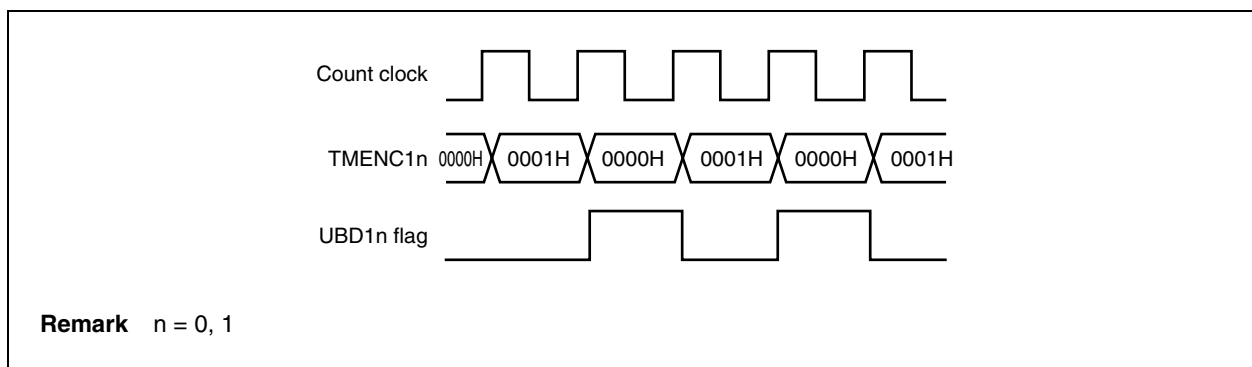 Count clock
TMENC1n 0000H 0001H 0000H 0001H 0000H 0001H
UBD1n flag
Remark n = 0, 1